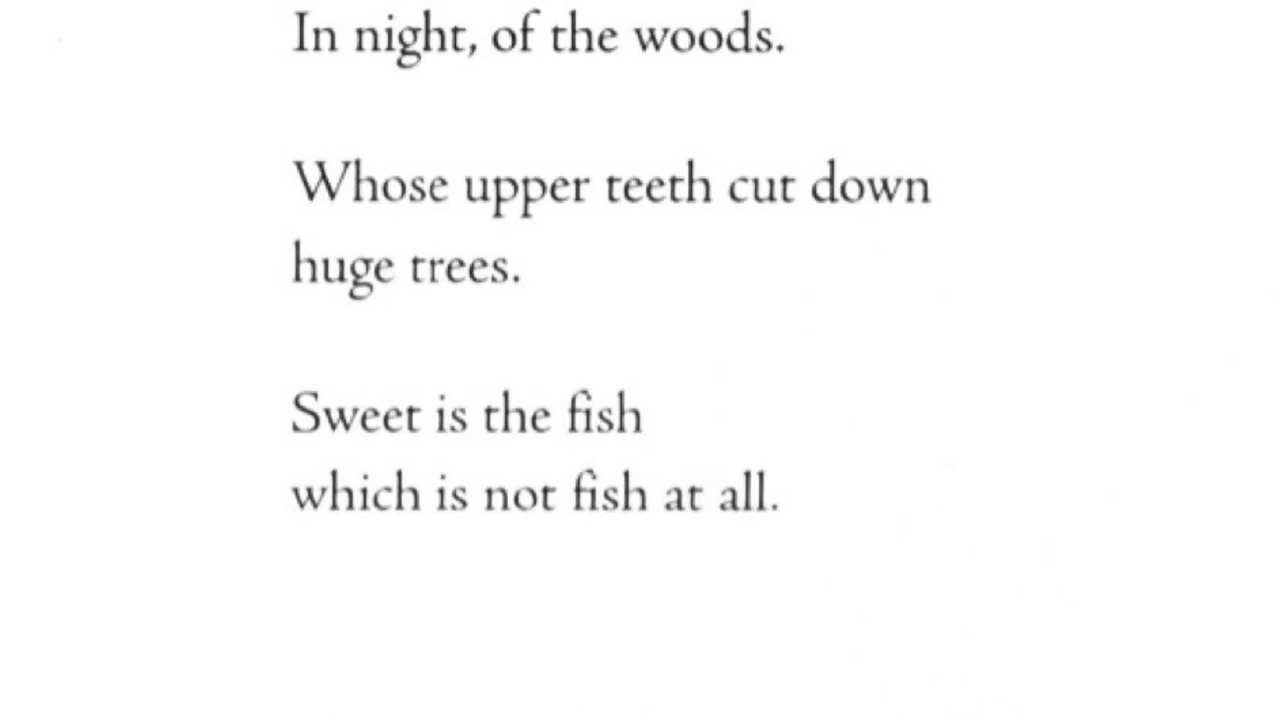 In night, of the woods.
Whose upper teeth cut down
huge trees.
Sweet is the fish
which is not fish at all.